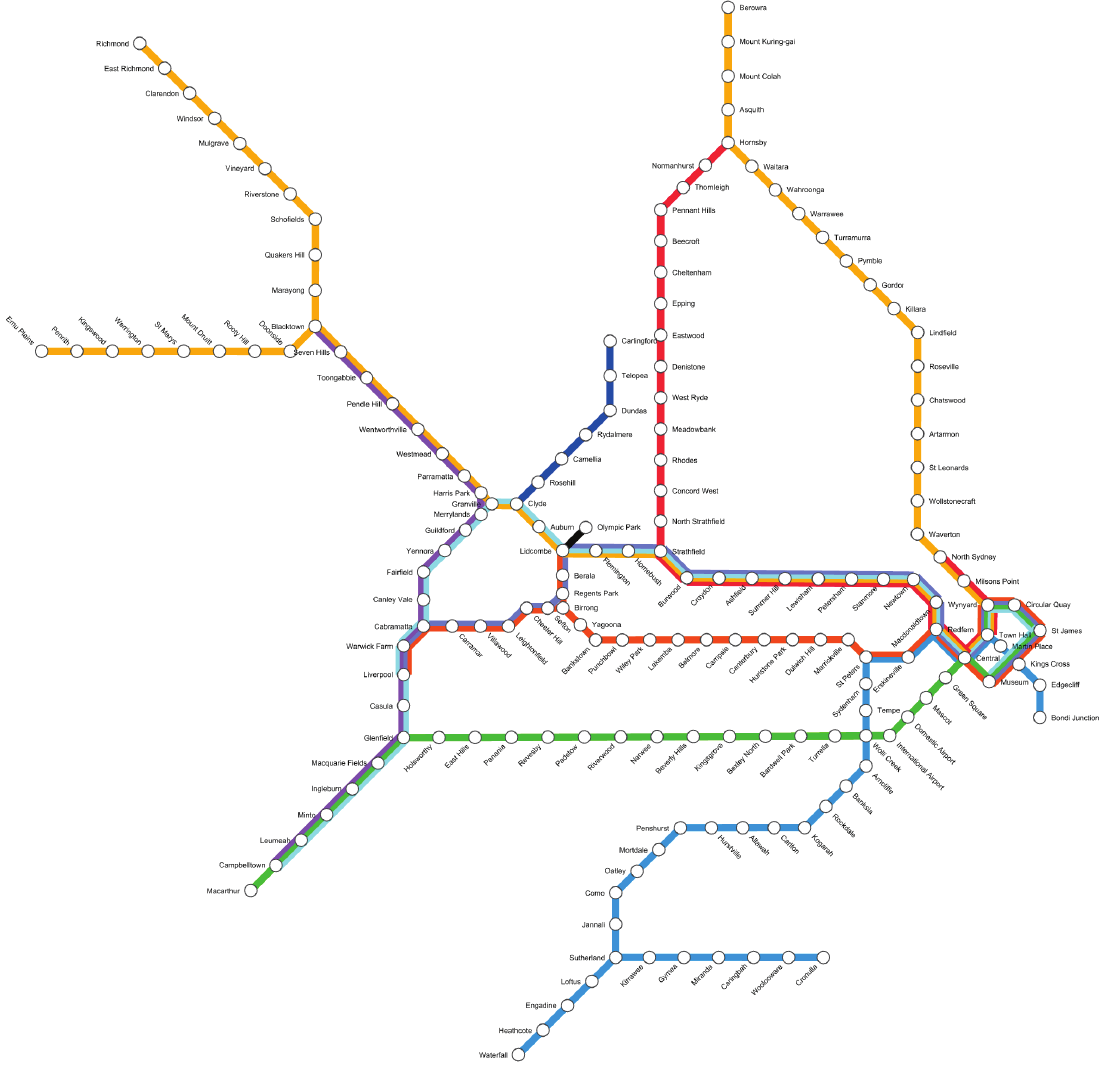 Berowra
Richmond
Mount Kuring-gai
East Richmond
Mount Colah
Clarendon
Asquith
Windsor
Mulgrave
Hornsby
Normanhurst
Waitara
Vineyard
Thornleigh
Wahroonga
Riverstone
Pennant Hills
Warrawee
Schofields
Turramurra
Beecroft
Quakers Hill
Pymble
Cheltenham
Gordor
Marayong
Epping
Killara
Blacktown
Lindfield
Emu Plains
Penrith
Kingswood
Werrington
St Marys
Mount Druitt
Rooty Hill
Doonside
Seven Hills
Carlingford
Eastwood
Toongabbie
Telopea
Denistone
Roseville
Pendle Hill
Dundas
West Ryde
Chatswood
Wentworthville
Rydalmere
Meadowbank
Artarmon
Westmead
Camellia
Rhodes
St Leonards
Parramatta
Rosehill
Concord West
Wollstonecraft
Harris Park
Granville
Clyde
Merrylands
Auburn
Olympic Park
North Strathfield
Guildford
Waverton
Yennora
Lidcombe
Flemington
Homebush
Strathfield
North Sydney
Fairfield
Berala
Burwood
Croydon
Ashfield
Summer Hill
Lewisham
Petersham
Stanmore
Newtown
Milsons Point
Canley Vale
Regents Park
Macdonaldtown
Wynyard
Circular Quay
Birrong
Cabramatta
Carramar
Villawood
Leightonfield
Chester Hill
Sefton
Yagoona
Redfern
Town Hall
St James
Warwick Farm
Bankstown
Punchbowl
Wiley Park
Lakemba
Belmore
Campsie
Canterbury
Hurlstone Park
Dulwich Hill
Marrickville
St Peters
Erskineville
Central
Martin Place
Kings Cross
Liverpool
Sydenham
Green Square
Museum
Edgecliff
Casula
Tempe
Mascot
Bondi Junction
Glenfield
Holsworthy
East Hills
Panania
Revesby
Padstow
Riverwood
Narwee
Beverly Hills
Kingsgrove
Bexley North
Bardwell Park
Turrella
Wolli Creek
International Airport
Domestic Airport
Macquarie Fields
Arncliffe
Ingleburn
Banksia
Minto
Rockdale
Leumeah
Penshurst
Hurstville
Allawah
Carlton
Kogarah
Mortdale
Campbelltown
Oatley
Macarthur
Como
Jannali
Sutherland
Kirrawee
Gymea
Miranda
Caringbah
Woolooware
Cronulla
Loftus
Engadine
Heathcote
Waterfall